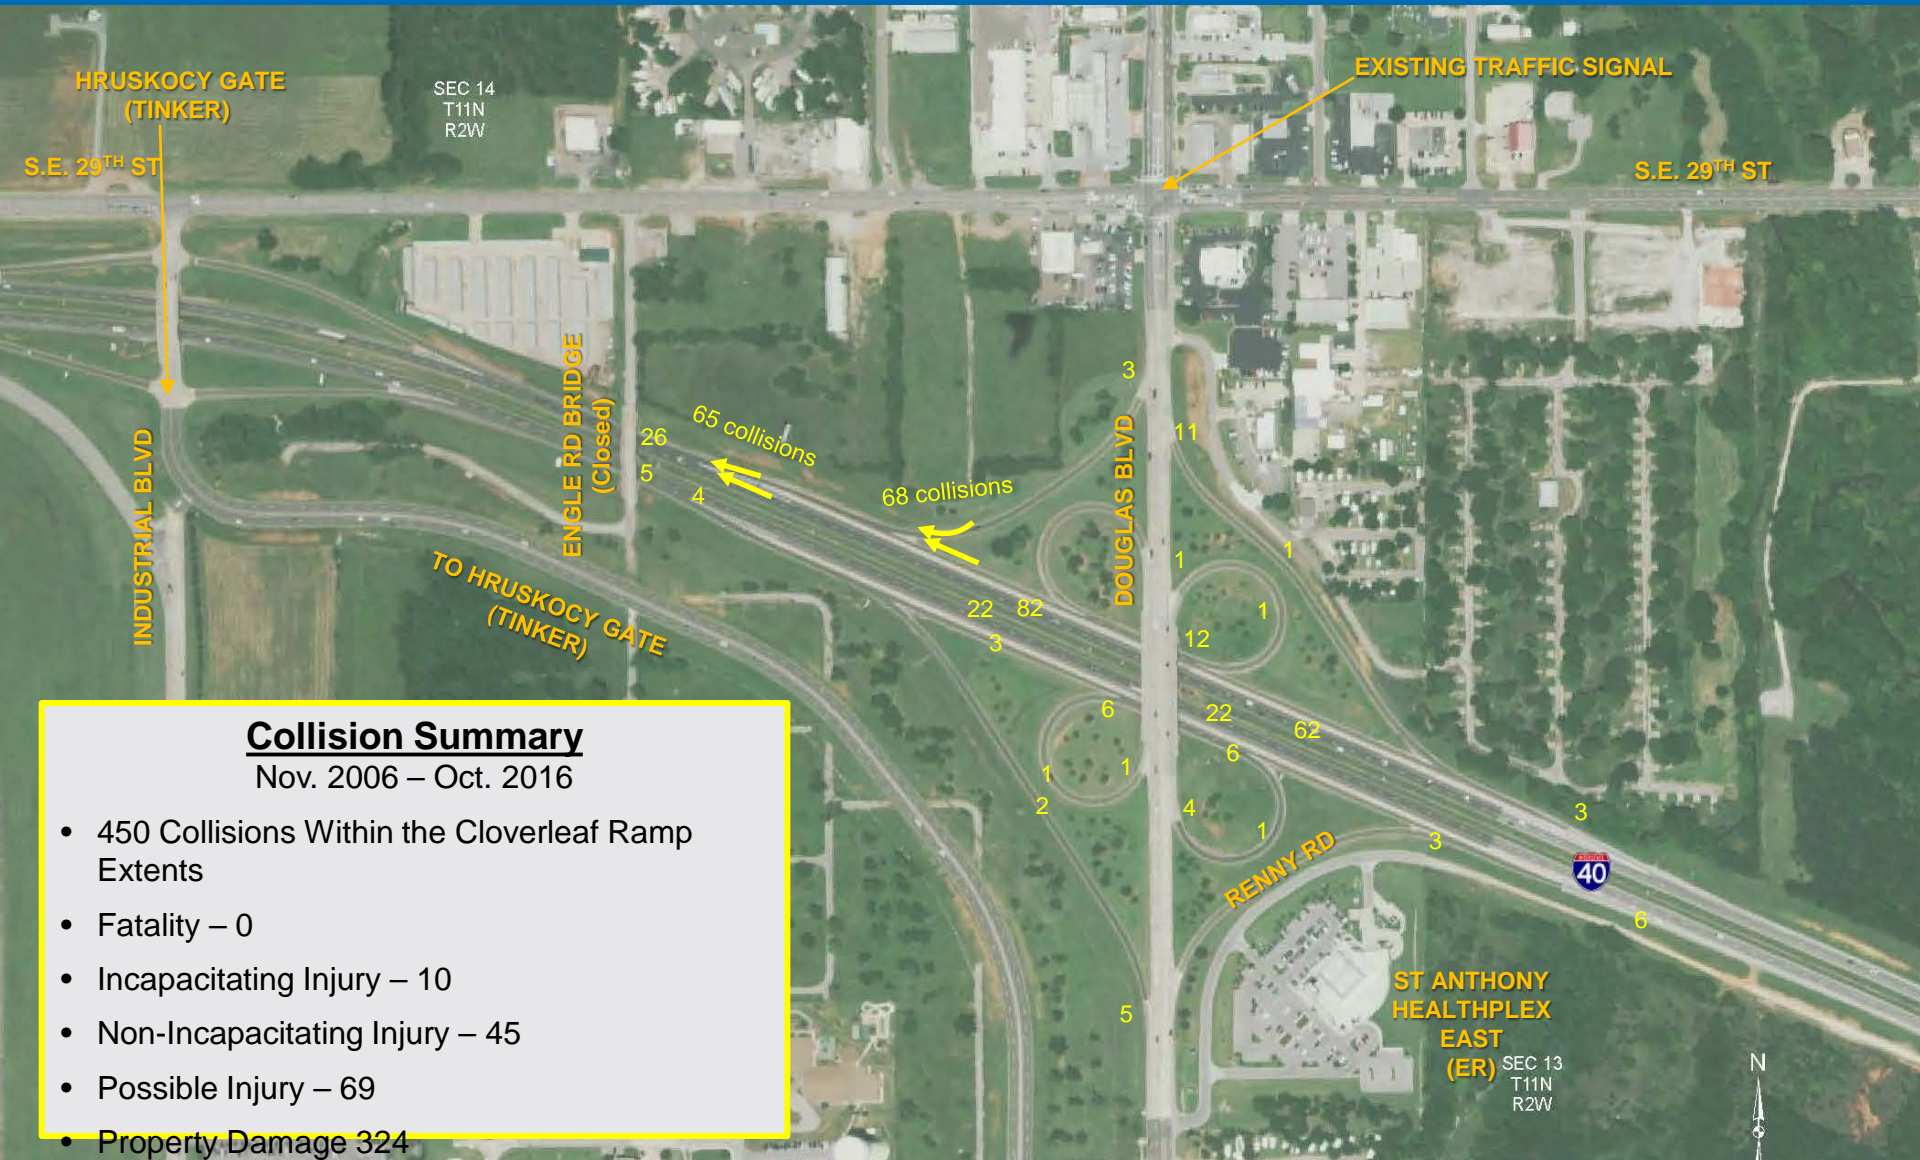 HRUSKOCY GATE
(TINKER)
SEC 14
T11N
R2W
EXISTING TRAFFIC SIGNAL
S.E. 29TH ST
S.E. 29TH ST
INDUSTRIAL BLVD
ENGLE RD BRIDGE
(Closed)
DOUGLAS BLVD
3
11
26
65 collisions
5
4
68 collisions
1
1
1
22 82
3
12
TO HRUSKOCY GATE
(TINKER)
6
22
62
6
1
1
2
4
1
3
3
RENNY RD
INTERSTATE
40
6
5
ST ANTHONY
HEALTHPLEX
EAST
(ER)
SEC 13
T11N
R2W
N
Collision Summary
Nov. 2006 – Oct. 2016
• 450 Collisions Within the Cloverleaf Ramp
Extents
• Fatality – 0
• Incapacitating Injury – 10
• Non-Incapacitating Injury – 45
• Possible Injury – 69
• Property Damage 324